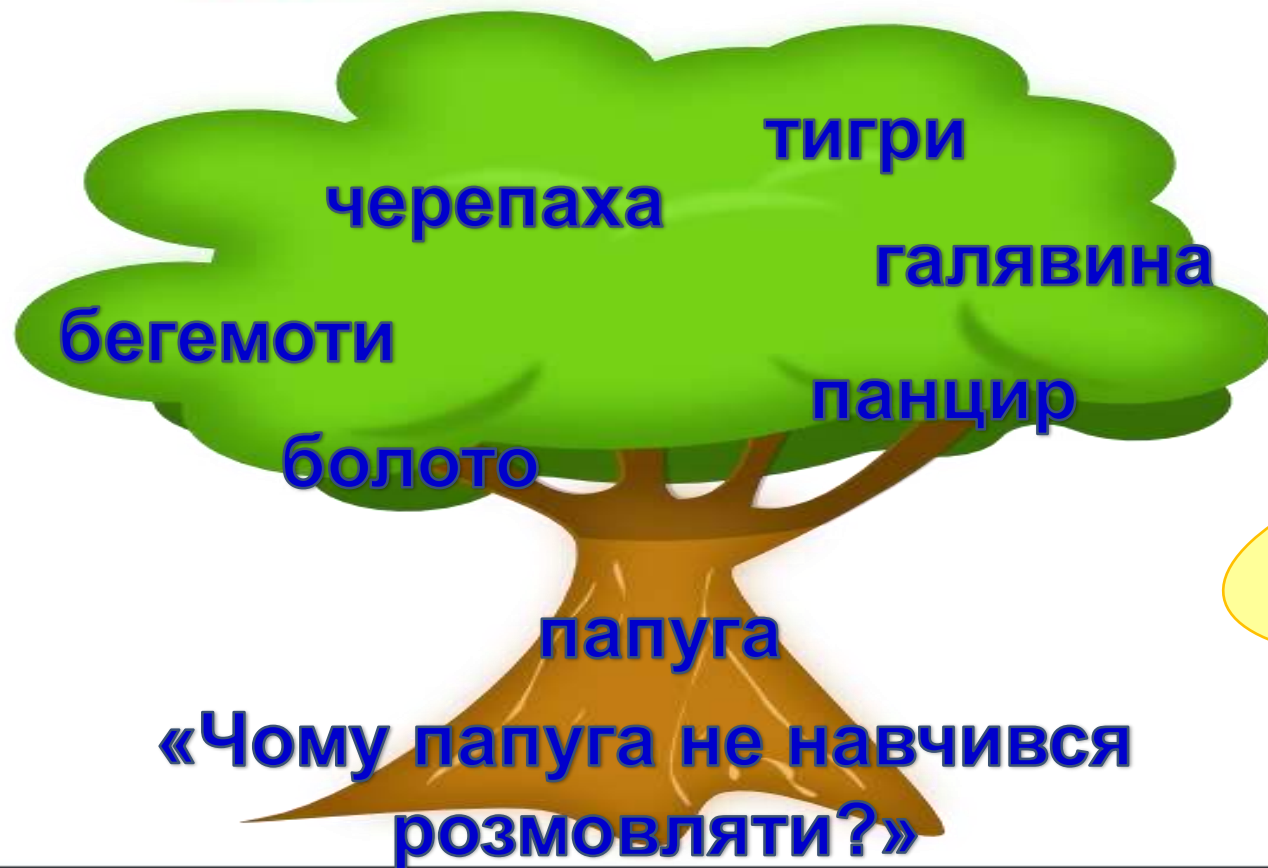 тигри
черепаха
галявина
бегемоти
панцир
болото
папуга
«Чому папуга не навчився
розмовляти?»